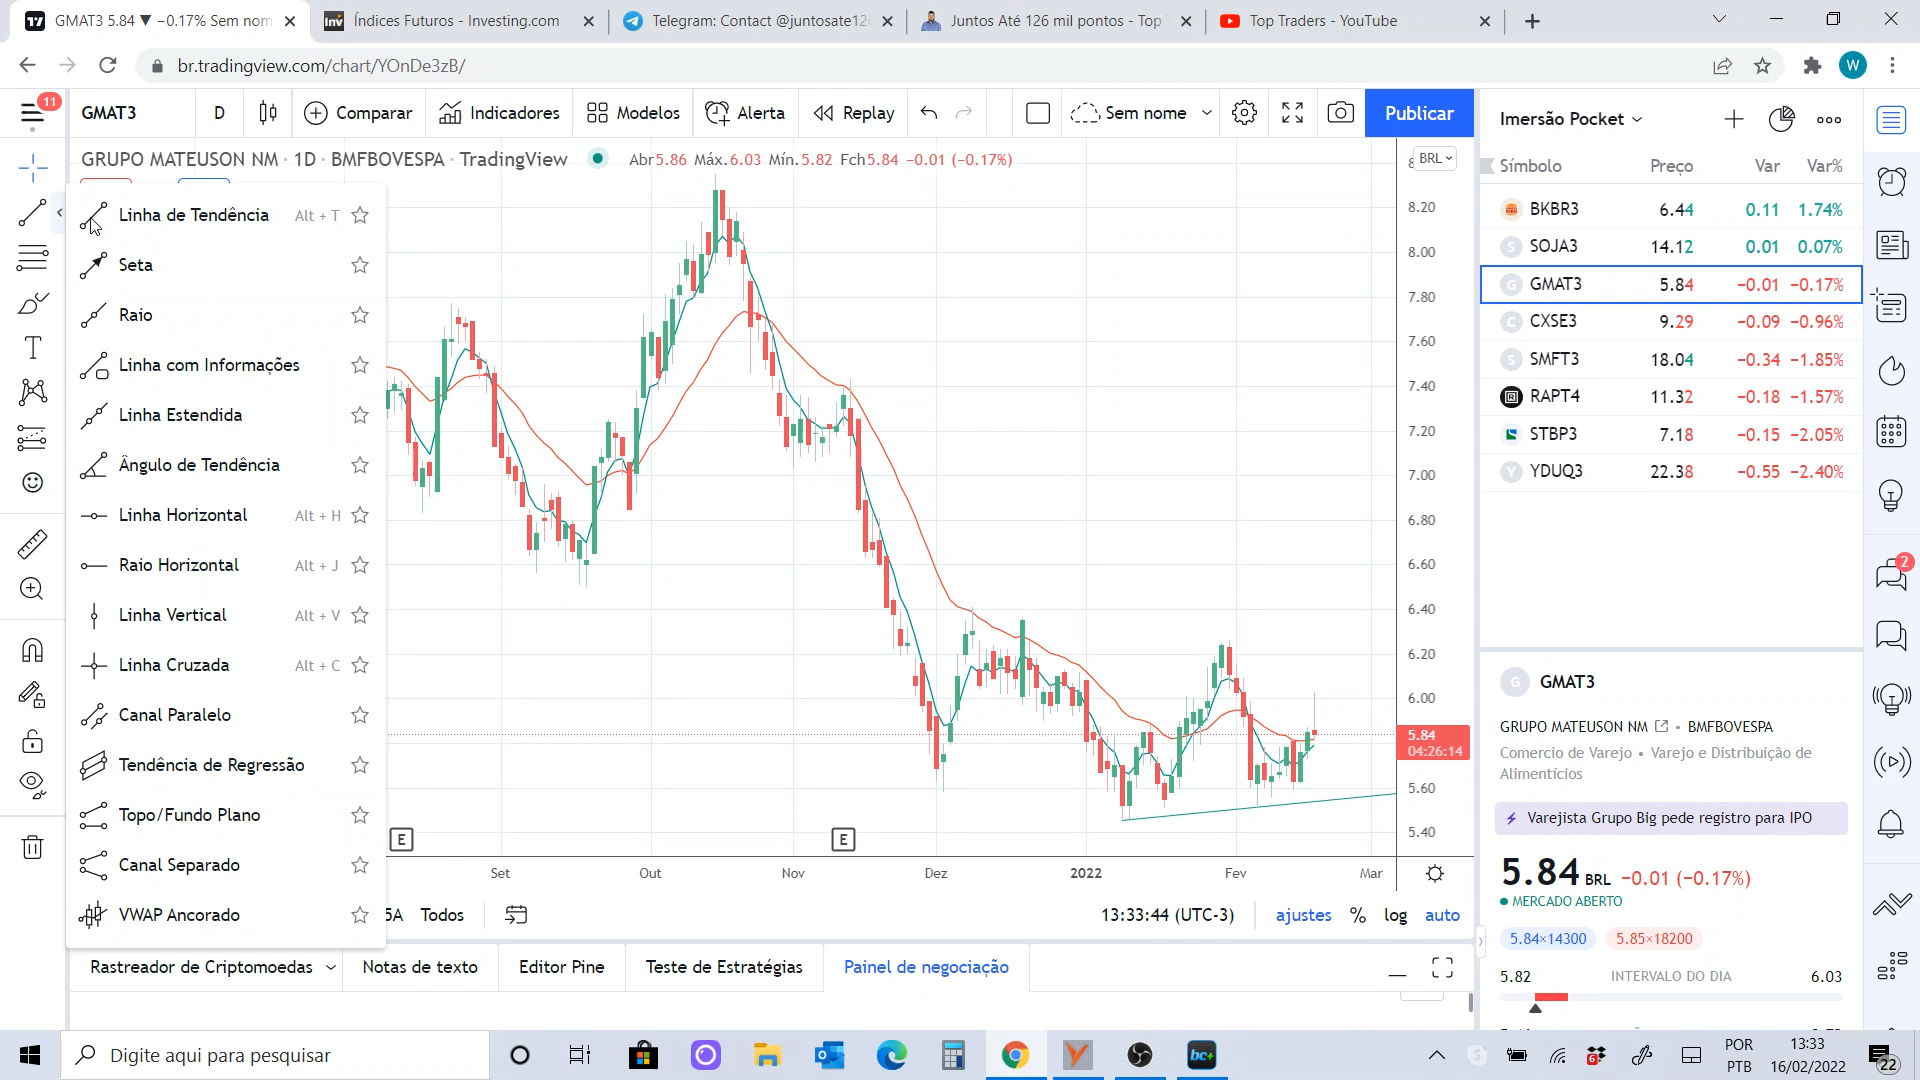 GMAT3 5.84 ▼ −0.17% Sem nom
Índices Futuros - Investing.com
Telegram: Contact @juntosate12
Juntos Até 126 mil pontos - Top T
Top Traders - YouTube
br.tradingview.com/chart/YOnDe3zB/
W
11
GMAT3
D
Comparar
Indicadores
Modelos
Alerta
Replay
Sem nome
Publicar
GRUPO MATEUSON NM · 1D · BMFBOVESPA · TradingView
Abr5.86 Máx.6.03 Mín.5.82 Fch5.84 −0.01 (−0.17%)
BRL
Linha de Tendência Alt + T
Seta
Raio
Linha com Informações
Linha Estendida
Ângulo de Tendência
Linha Horizontal Alt + H
Raio Horizontal Alt + J
Linha Vertical Alt + V
Linha Cruzada Alt + C
Canal Paralelo
Tendência de Regressão
Topo/Fundo Plano
Canal Separado
VWAP Ancorado
8.20
8.00
7.80
7.60
7.40
7.20
7.00
6.80
6.60
6.40
6.20
6.00
5.84
04:26:14
5.60
5.40
E
E
Set
Out
Nov
Dez
2022
Fev
Mar
5A
Todos
13:33:44 (UTC-3)
ajustes
%
log
auto
Rastreador de Criptomoedas
Notas de texto
Editor Pine
Teste de Estratégias
Painel de negociação
Imersão Pocket
Símbolo Preço Var Var%
BKBR3 6.44 0.11 1.74%
S SOJA3 14.12 0.01 0.07%
G GMAT3 5.84 −0.01 −0.17%
C CXSE3 9.29 −0.09 −0.96%
S SMFT3 18.04 −0.34 −1.85%
RAPT4 11.32 −0.18 −1.57%
STBP3 7.18 −0.15 −2.05%
Y YDUQ3 22.38 −0.55 −2.40%
2
G GMAT3
GRUPO MATEUSON NM • BMFBOVESPA
Comercio de Varejo • Varejo e Distribuição de
Alimentícios
Varejista Grupo Big pede registro para IPO
5.84 BRL −0.01 (−0.17%)
MERCADO ABERTO
5.84×14300 5.85×18200
5.82 INTERVALO DO DIA 6.03
Digite aqui para pesquisar
bc+
6
POR
PTB
13:33
16/02/2022
22